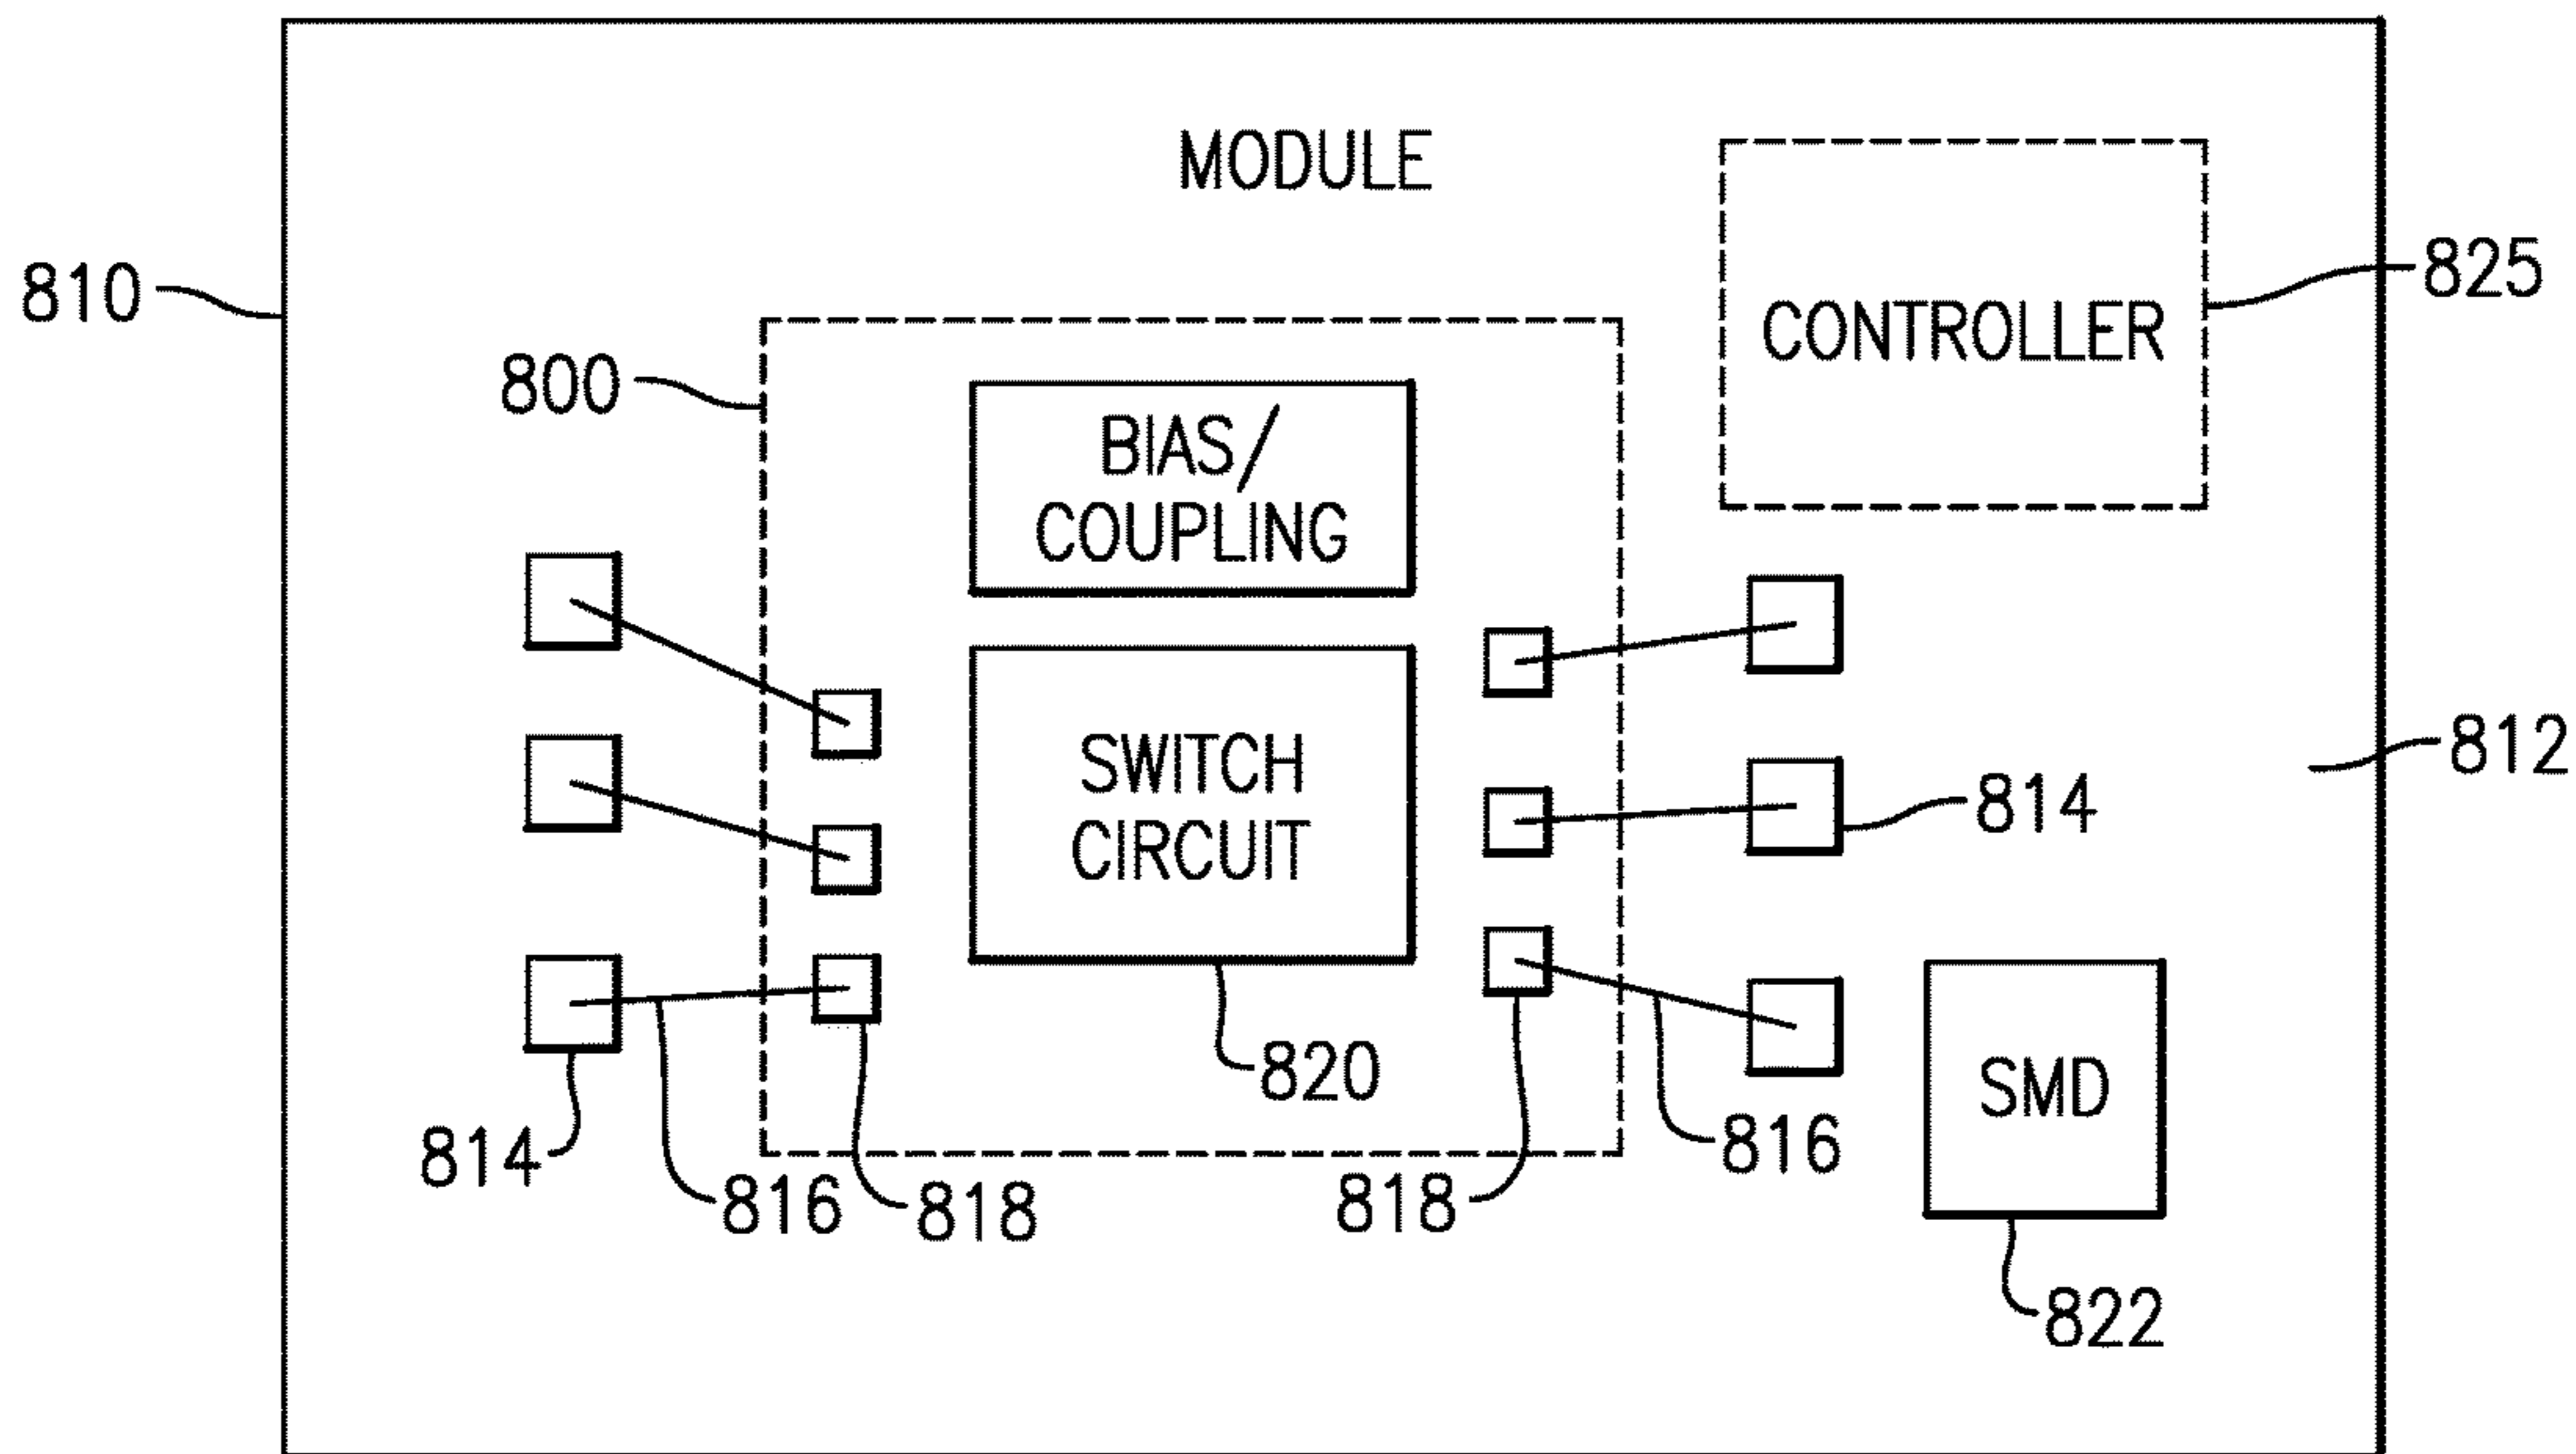 MODULE
810
825
CONTROLLER
800
BIAS/
COUPLING
812
SWITCH
CIRCUIT
814
820
SMD
814
816
818
818
816
822